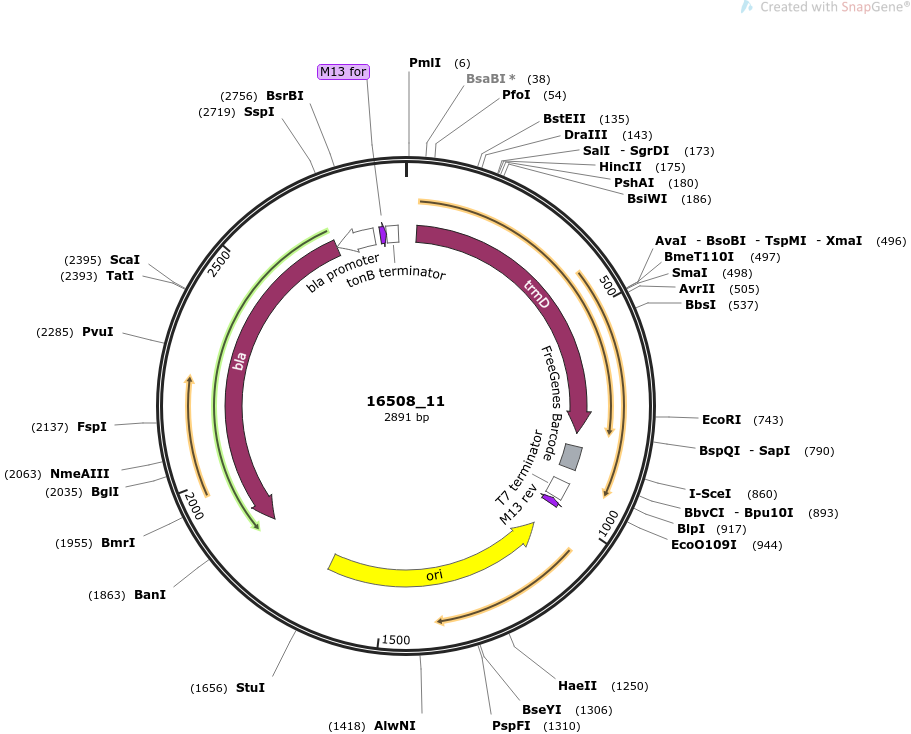 Created with SnapGene®
M13 for
PmlI (6)
BsaBI * (38)
PfoI (54)
(2756) BsrBI
(2719) SspI
BstEII (135)
DraIII (143)
SalI - SgrDI (173)
HincII (175)
PshAI (180)
BsiWI (186)
AvaI - BsoBI - TspMI - XmaI (496)
BmeT110I (497)
SmaI (498)
AvrII (505)
BbsI (537)
(2395) ScaI
(2393) TatI
(2285) PvuI
2500
500
bla promoter
tonB terminator
trmD
bla
FreeGenes Barcode
16508_11
2891 bp
EcoRI (743)
BspQI - SapI (790)
(2137) FspI
(2063) NmeAIII
(2035) BglI
T7 terminator
M13 rev
I-SceI (860)
BbvCI - Bpu10I (893)
BlpI (917)
EcoO109I (944)
2000
1000
(1955) BmrI
(1863) BanI
ori
1500
(1656) StuI
HaeII (1250)
BseYI (1306)
(1418) AlwNI
PspFI (1310)